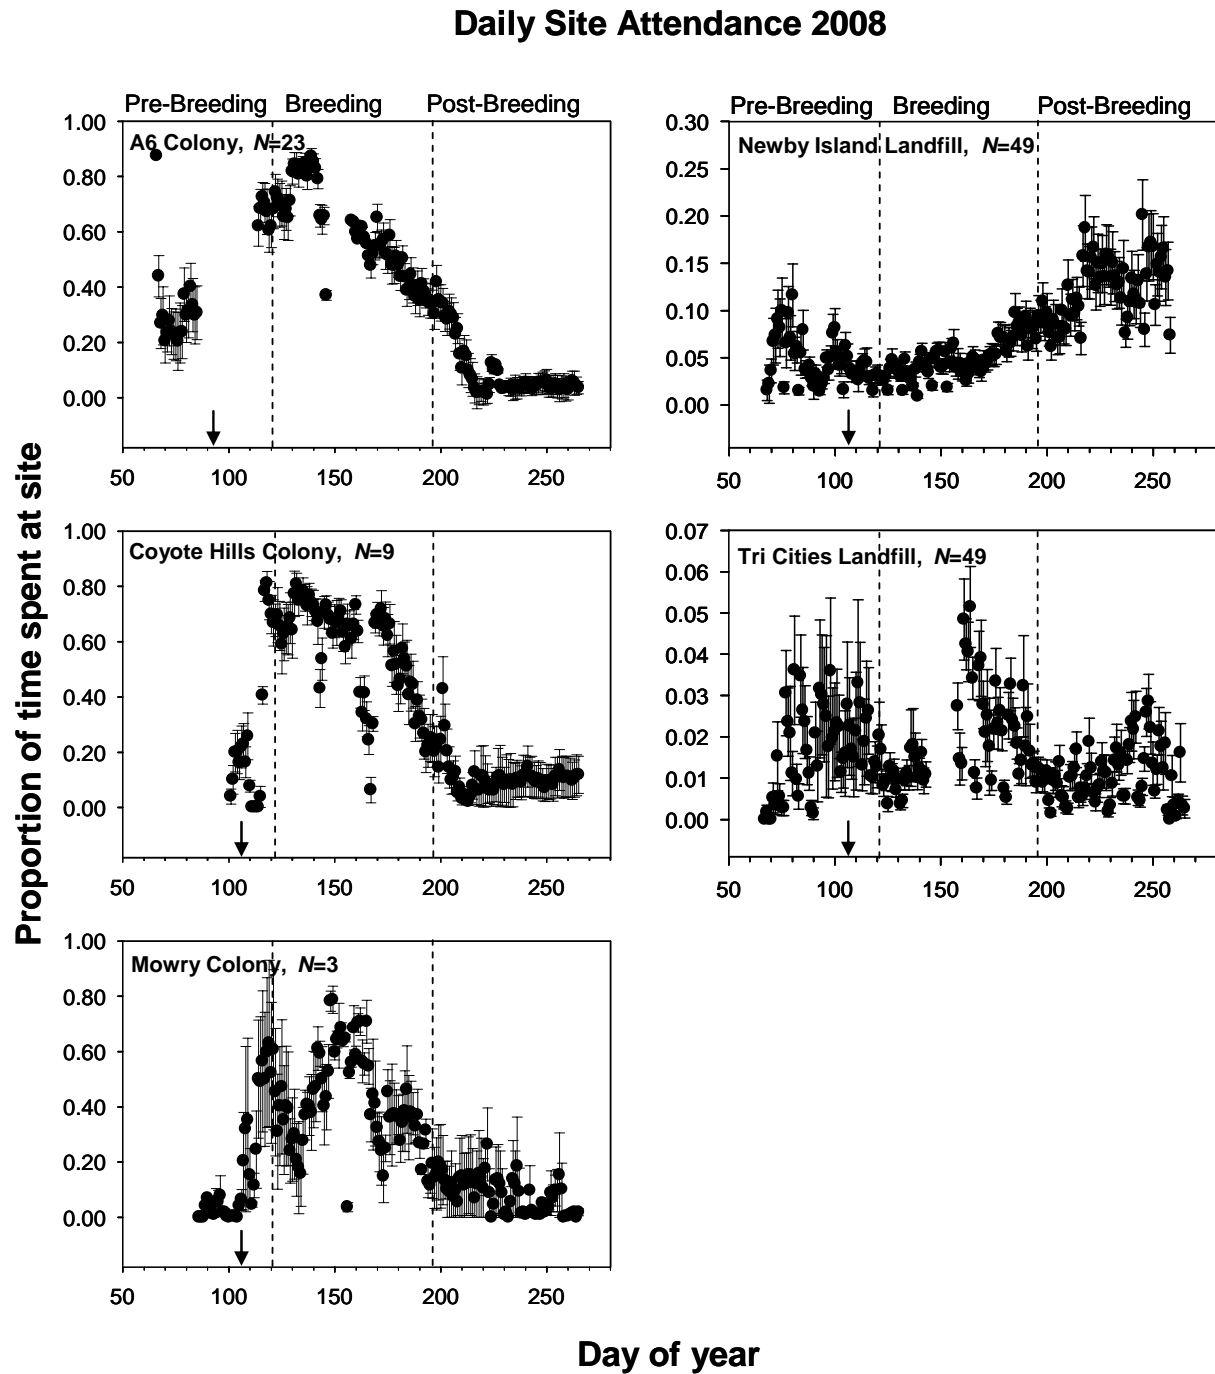 Daily Site Attendance 2008
Proportion of time spent at site
Pre-Breeding Breeding Post-Breeding
A6 Colony, N=23
1.00
0.80
0.60
0.40
0.20
0.00
50 100 150 200 250
Coyote Hills Colony, N=9
1.00
0.80
0.60
0.40
0.20
0.00
50 100 150 200 250
Mowry Colony, N=3
1.00
0.80
0.60
0.40
0.20
0.00
50 100 150 200 250
Pre-Breeding Breeding Post-Breeding
Newby Island Landfill, N=49
0.30
0.25
0.20
0.15
0.10
0.05
0.00
50 100 150 200 250
Tri Cities Landfill, N=49
0.07
0.06
0.05
0.04
0.03
0.02
0.01
0.00
50 100 150 200 250
Day of year